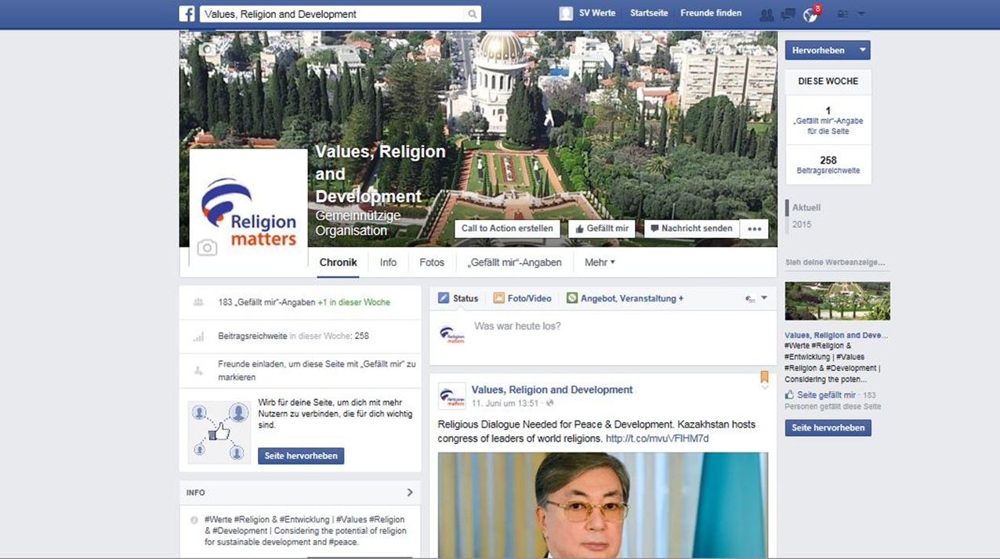 Values, Religion and Development
SV Werte
Startseite
Freunde finden
8
Values, Religion
and
Development
Gemeinnützige
Organisation
Religion
matters
Call to Action erstellen
Gefällt mir
Nachricht senden
Chronik
Info
Fotos
„Gefällt mir“-Angaben
Mehr
Hervorheben
DIESE WOCHE
1
„Gefällt mir“-Angabe
für die Seite
258
Beitragsreichweite
Aktuell
2015
183 „Gefällt mir“-Angaben +1 in dieser Woche
Beitragsreichweite in dieser Woche: 258
Freunde einladen, um diese Seite mit „Gefällt mir“ zu
markieren
Wirb für deine Seite, um dich mit mehr
Nutzern zu verbinden, die für dich wichtig
sind.
Seite hervorheben
INFO
#Werte #Religion & #Entwicklung | #Values #Religion
& #Development | Considering the potential of religion
for sustainable development and #peace.
Status
Foto/Video
Angebot, Veranstaltung +
Religion
matters
Was war heute los?
Religion
matters
Values, Religion and Development
11. Juni um 13:51 ·
Religious Dialogue Needed for Peace & Development. Kazakhstan hosts
congress of leaders of world religions. http://t.co/mvuVFIHM7d
Sieh deine Werbeanzeige...
Values, Religion and Deve...
#Werte #Religion &
#Entwicklung | #Values
#Religion & #Development |
Considering the poten...
Seite gefällt mir · 183
Personen gefällt diese Seite
Seite hervorheben